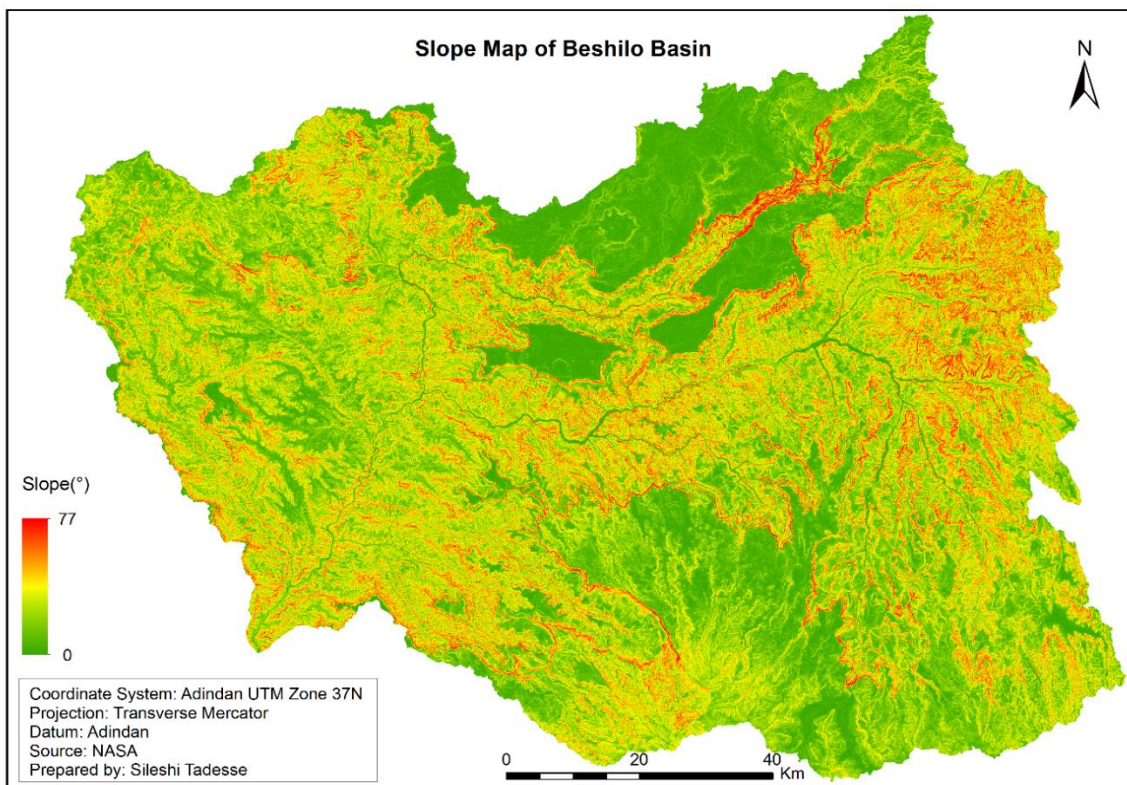 Slope Map of Beshilo Basin
N
Slope(°)
77
0
Coordinate System: Adindan UTM Zone 37N
Projection: Transverse Mercator
Datum: Adindan
Source: NASA
Prepared by: Sileshi Tadesse
0 20 40
Km